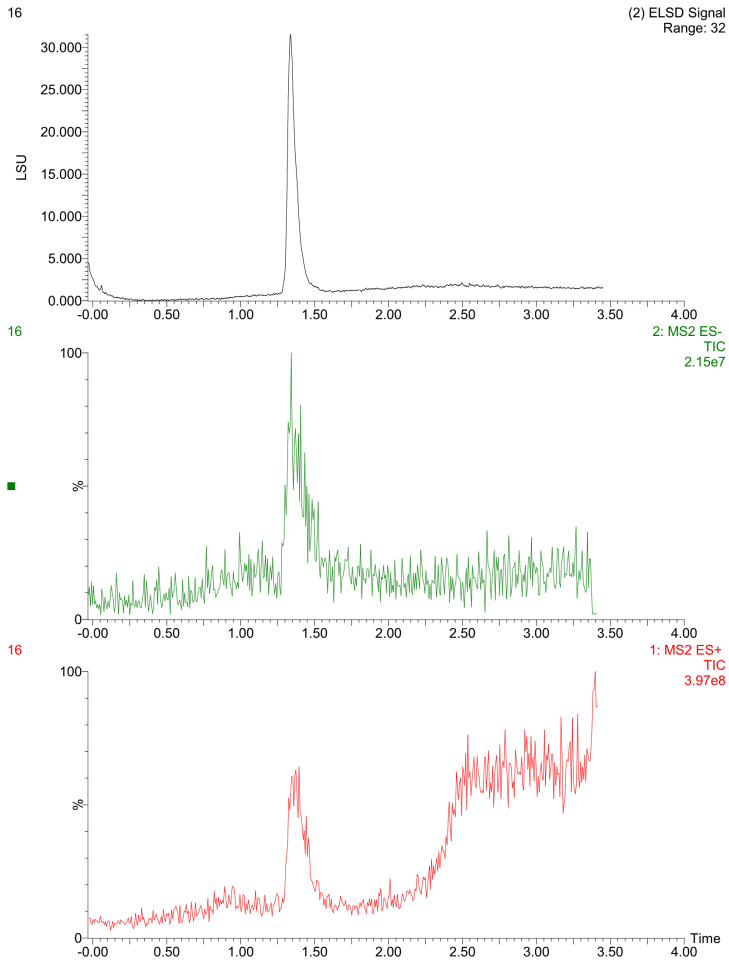 16
(2) ELSD Signal
Range: 32
30.000
25.000
20.000
15.000
10.000
5.000
0.000
LSU
-0.00 0.50 1.00 1.50 2.00 2.50 3.00 3.50 4.00
16
2: MS2 ES-
TIC
2.15e7
100
%
0
-0.00 0.50 1.00 1.50 2.00 2.50 3.00 3.50 4.00
16
1: MS2 ES+
TIC
3.97e8
100
%
0
Time
-0.00 0.50 1.00 1.50 2.00 2.50 3.00 3.50 4.00